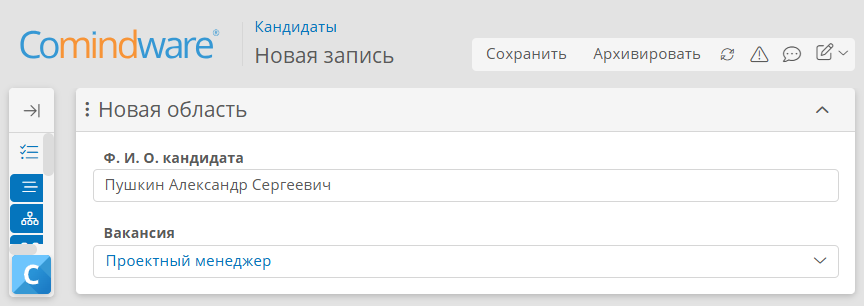 Comindware®
Кандидаты
Новая запись
Сохранить Архивировать
Новая область
Ф. И. О. кандидата
Пушкин Александр Сергеевич
Вакансия
Проектный менеджер
C